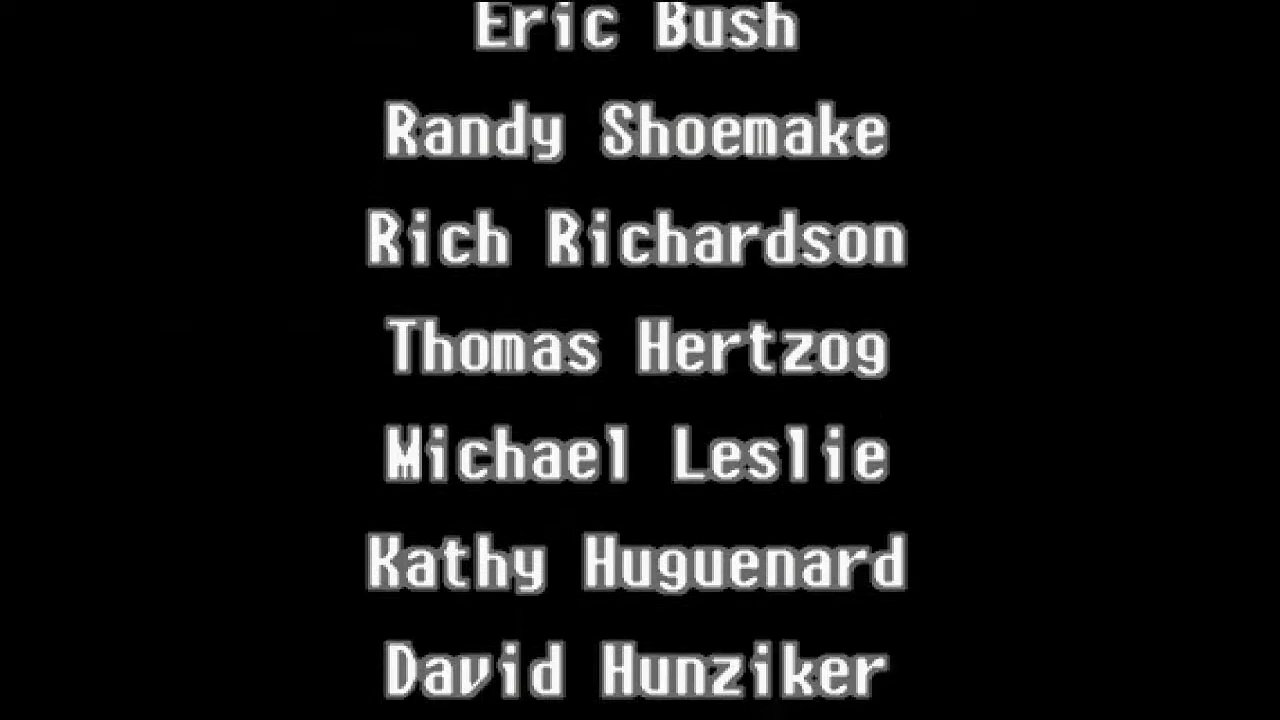 Eric Bush
Randy Shoemake
Rich Richardson
Thomas Hertzog
Michael Leslie
Kathy Huguenard
David Hunziker